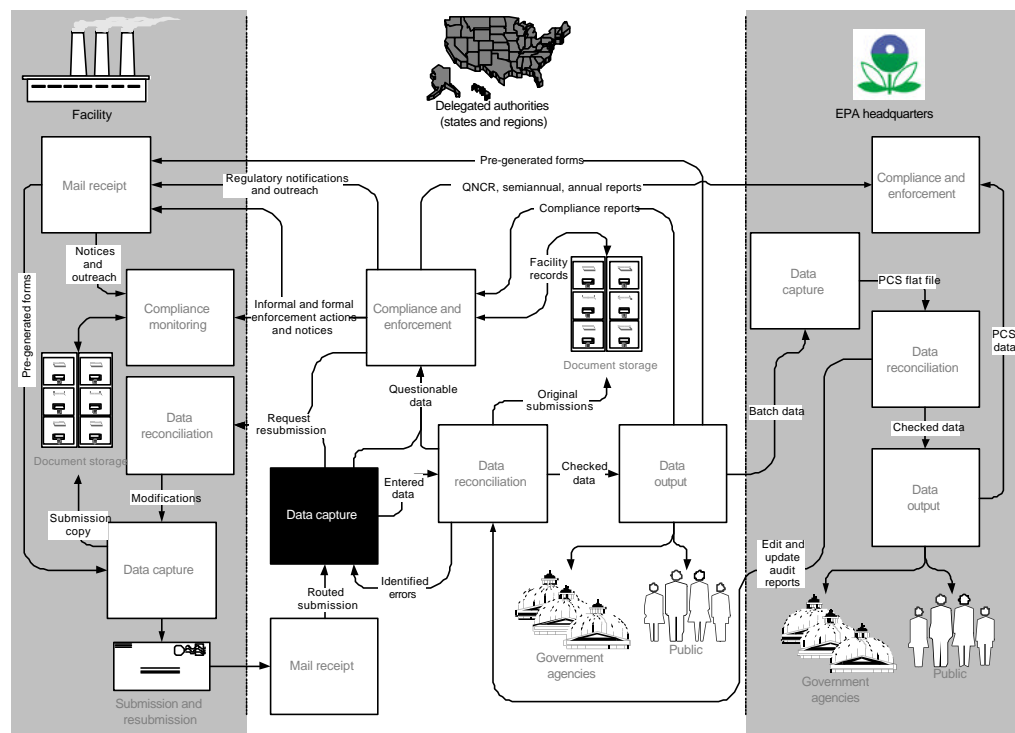 Facility
Delegated authorities
(states and regions)
EPA headquarters
Mail receipt
Pre-generated forms
Regulatory notifications
and outreach
QNCR, semiannual, annual reports
Compliance and
enforcement
Compliance reports
Notices
and
outreach
Facility
records
Data
capture
PCS flat file
Pre-generated forms
Compliance
monitoring
Informal and formal
enforcement actions
and notices
Compliance and
enforcement
Document storage
Data
reconciliation
PCS
data
Questionable
data
Original
submissions
Batch data
Data
reconciliation
Request
resubmission
Checked data
Document storage
Data
reconciliation
Checked
data
Data
output
Data
output
Modifications
Entered
data
Submission
copy
Data capture
Data capture
Edit and
update
audit
reports
Identified
errors
Routed
submission
Mail receipt
Government
agencies
Public
Government
agencies
Public
Submission and
resubmission